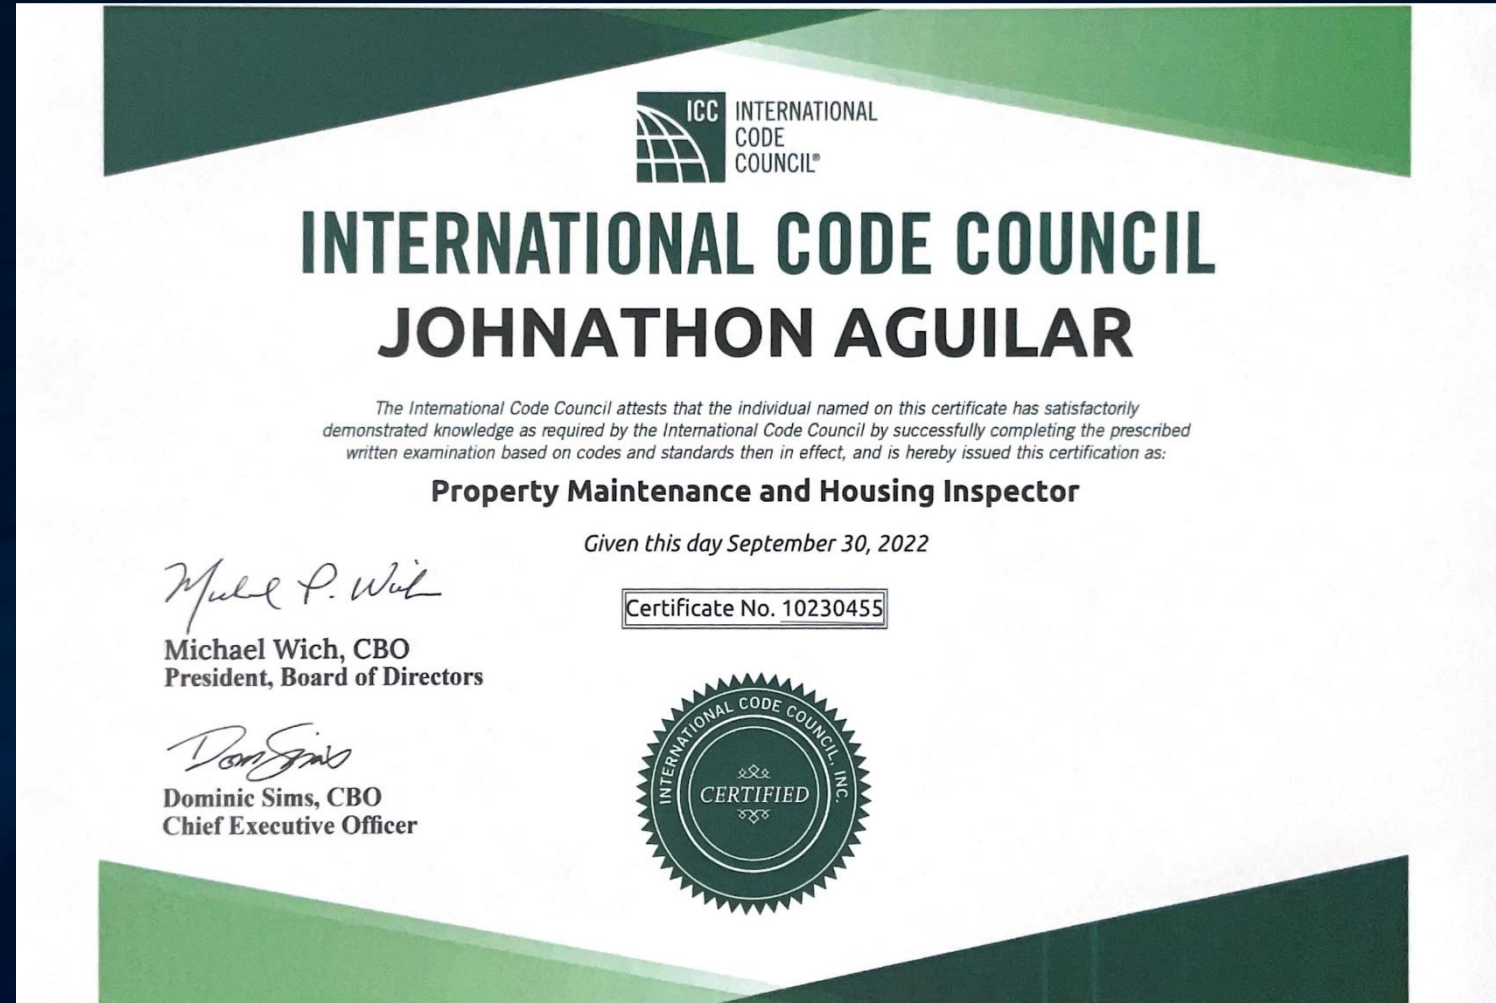 ICC INTERNATIONAL
CODE
COUNCIL®
INTERNATIONAL CODE COUNCIL
JOHNATHON AGUILAR
The International Code Council attests that the individual named on this certificate has satisfactorily
demonstrated knowledge as required by the International Code Council by successfully completing the prescribed
written examination based on codes and standards then in effect, and is hereby issued this certification as:
Property Maintenance and Housing Inspector
Given this day September 30, 2022
Certificate No. 10230455
Michael P. Wich
Michael Wich, CBO
President, Board of Directors
Dom Sims
Dominic Sims, CBO
Chief Executive Officer
INTERNATIONAL CODE COUNCIL, INC.
CERTIFIED